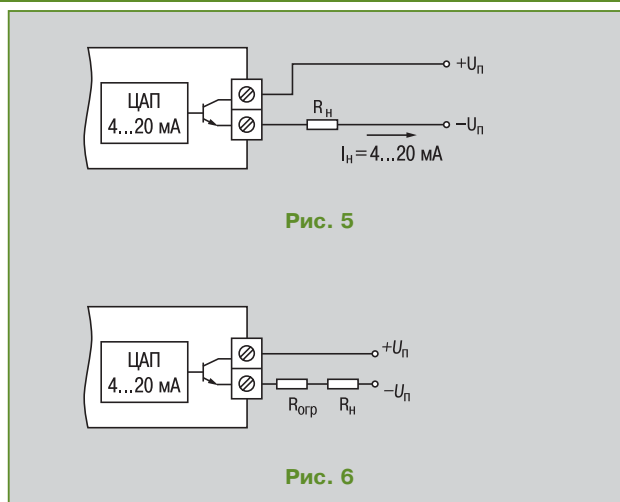 +Uп
ЦАП
4...20 мА
Rн
–Uп
Iн=4...20 мА
Рис. 5
+Uп
ЦАП
4...20 мА
–Uп
Rогр Rн
Рис. 6